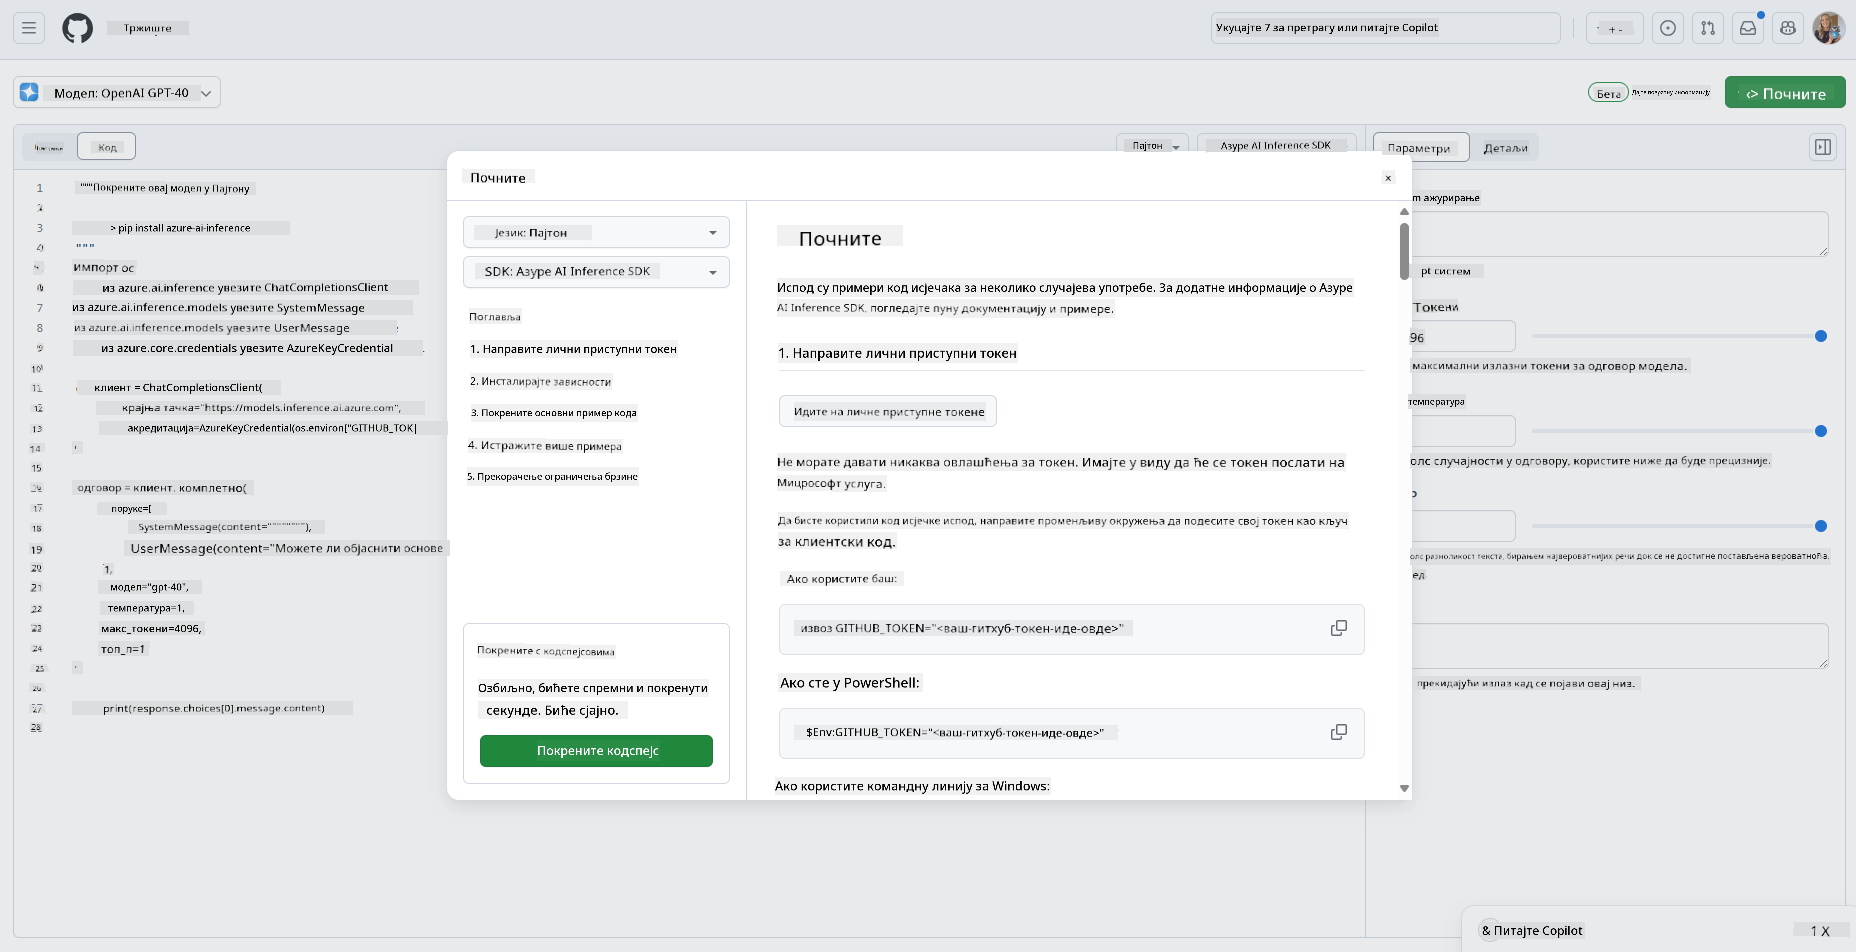 Тржиште
Укуцајте 7 за претрагу или питајте Copilot
+ -
Модел: OpenAI GPT-40
Бета
<> Почните
Код
Пајтон
Азуре AI Inference SDK
Параметри
Детаљи
1 """Покрените овај модел у Пајтону
2
3 > pip install azure-ai-inference
4 """
импорт ос
из azure.ai.inference увезите ChatCompletionsClient
7 из azure.ai.inference.models увезите SystemMessage
8 из azure.ai.inference.models увезите UserMessage
9 из azure.core.credentials увезите AzureKeyCredential
10
11 клиент = ChatCompletionsClient(
12 крајња тачка="https://models.inference.ai.azure.com",
13 акредитација=AzureKeyCredential(os.environ["GITHUB_TOK]
14
15
16 одговор = клиент. комплетно(
17 поруке=[
18 SystemMessage(content="""""""),
19 UserMessage(content="Можете ли објаснити основе
20 1,
21 модел="gpt-40",
22 температура=1,
23 макс_токени=4096,
24 топ_п=1
25
26
27 print(response.choices[0].message.content)
28
Почните
×
Језик: Пајтон
SDK: Азуре AI Inference SDK
Поглавља
1. Направите лични приступни токен
2. Инсталирајте зависности
3. Покрените основни пример кода
4. Истражите више примера
5. Прекорачење ограничења брзине
Покрените с кодспејсовима
Озбиљно, бићете спремни и покренути
секунде. Биће сјајно.
Покрените кодспејс
Почните
Испод су примери код исјечака за неколико случајева употребе. За додатне информације о Азуре
AI Inference SDK, погледајте пуну документацију и примере.
1. Направите лични приступни токен
Идите на личне приступне токене
Не морате давати никаква овлашћења за токен. Имајте у виду да ће се токен послати на
Мицрософт услуга.
Да бисте користили код исјечке испод, направите променљиву окружења да подесите свој токен као кључ
за клиентски код.
Ако користите баш:
извоз GITHUB_TOKEN="<ваш-гитхуб-токен-иде-овде>"
Ако сте у PowerShell:
$Env:GITHUB_TOKEN="<ваш-гитхуб-токен-иде-овде>"
Ако користите командну линију за Windows:
m ажурирање
pt систем
Токени
96
максимални излазни токени за одговор модела.
температура
олс случајности у одговору, користите ниже да буде прецизније.
олс разноликост текста, бирањем највероватнијих речи док се не достигне постављена вероватноћа.
ед
прекидајући излаз кад се појави овај низ.
& Питајте Copilot
1 X